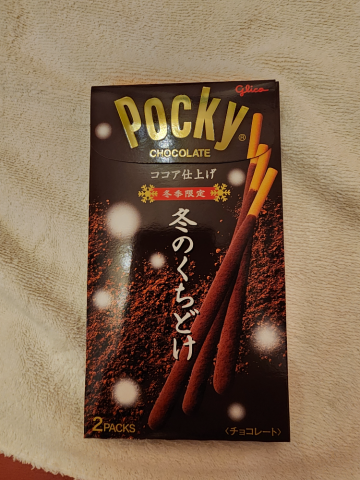 glico
POCKY®
CHOCOLATE
ココア仕上げ
冬季限定
冬のくちどけ
2PACKS
〈チョコレート〉